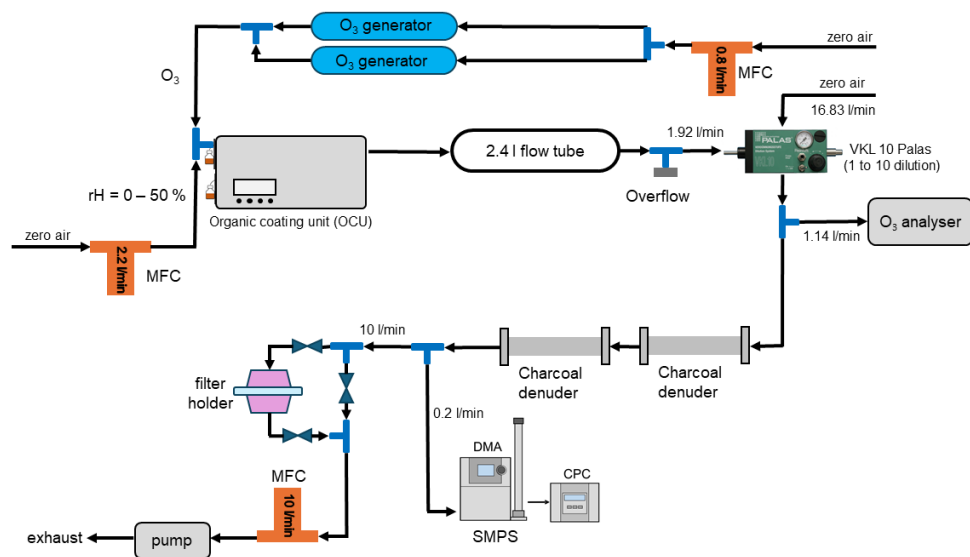 O₃ generator
O₃ generator
zero air
0.8 l/min
MFC
O₃
zero air
16.83 l/min
PALAS
VKL 10
VKL 10 Palas
(1 to 10 dilution)
2.4 l flow tube
1.92 l/min
Overflow
rH = 0 – 50 %
Organic coating unit (OCU)
O₃ analyser
1.14 l/min
zero air
2.2 l/min
MFC
10 l/min
Charcoal
denuder
Charcoal
denuder
filter
holder
0.2 l/min
DMA
CPC
SMPS
MFC
10 l/min
exhaust
pump